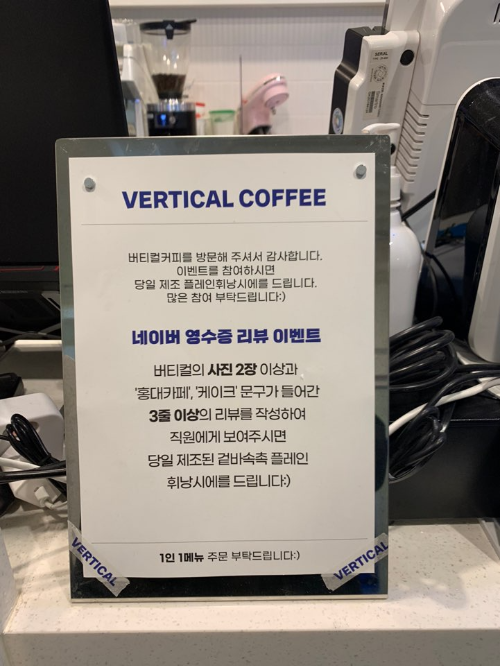 VERTICAL COFFEE
버티컬커피를 방문해 주셔서 감사합니다.
이벤트를 참여하시면
당일 제조 플레인휘낭시에를 드립니다.
많은 참여 부탁드립니다:)
네이버 영수증 리뷰 이벤트
버티컬의 사진 2장 이상과
'홍대카페', '케이크' 문구가 들어간
3줄 이상의 리뷰를 작성하여
직원에게 보여주시면
당일 제조된 겉바속촉 플레인
휘낭시에를 드립니다:)
1인 1메뉴 주문 부탁드립니다:)
VERTICAL
VERTICAL